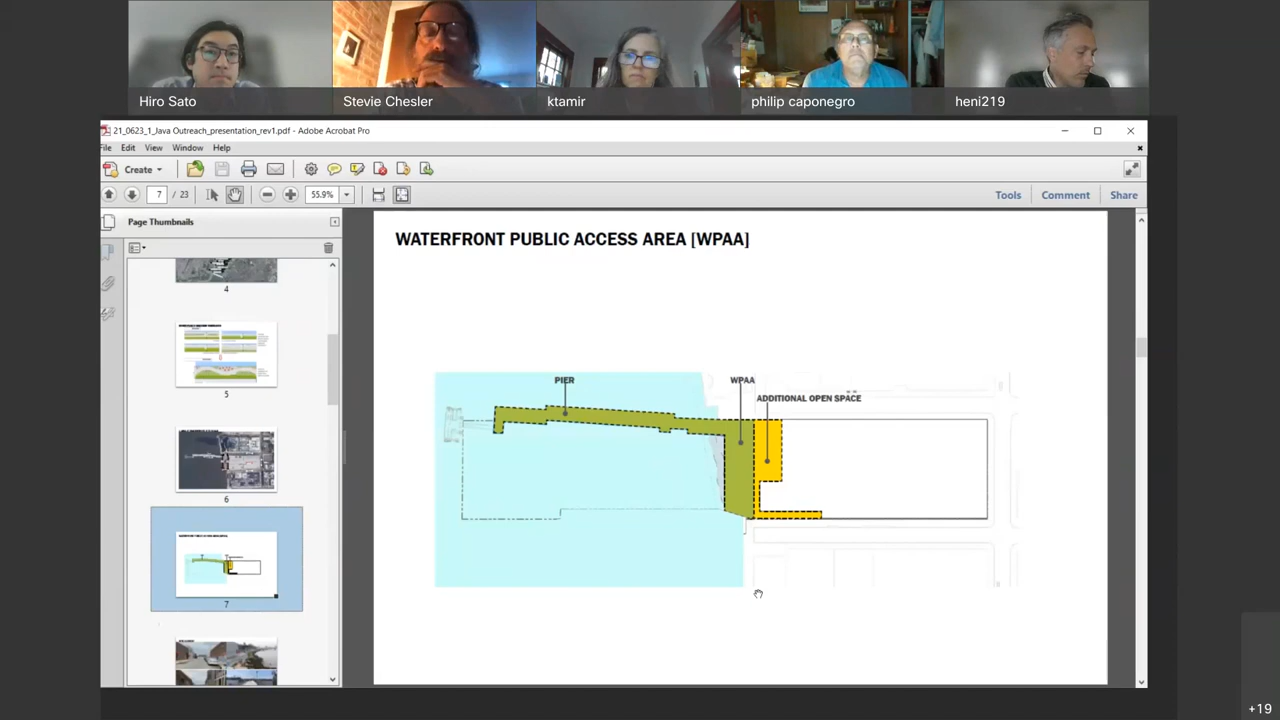 Hiro Sato
Stevie Chesler
ktamir
philip caponegro
heni219
21_0623_1_Java Outreach_presentation_rev1.pdf - Adobe Acrobat Pro
File Edit View Window Help
Create
7 / 23
55.9%
Tools Comment Share
Page Thumbnails
4
5
6
7
WATERFRONT PUBLIC ACCESS AREA [WPAA]
PIER
WPAA
ADDITIONAL OPEN SPACE
+19